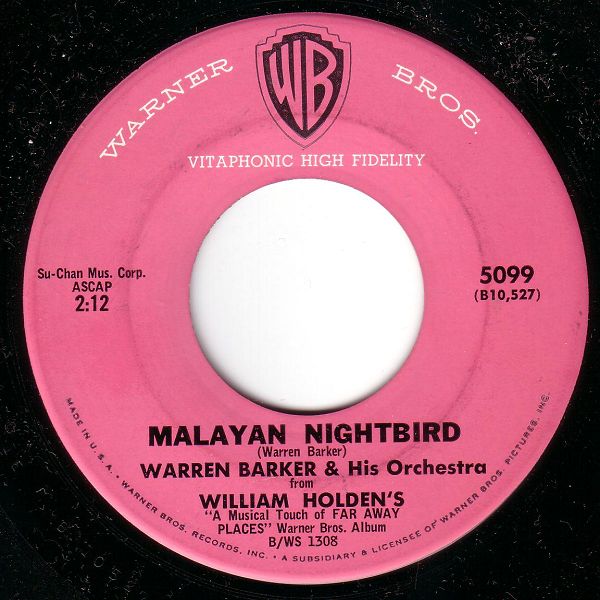 WARNER BROS.
WB
VITAPHONIC HIGH FIDELITY
Su-Chan Mus. Corp.
ASCAP
2:12
5099
(B10,527)
MALAYAN NIGHTBIRD
(Warren Barker)
WARREN BARKER & His Orchestra
from
WILLIAM HOLDEN'S
"A Musical Touch of FAR AWAY
PLACES" Warner Bros. Album
B/WS 1308
MADE IN U.S.A. • WARNER BROS. RECORDS, INC. • A SUBSIDIARY & LICENSEE OF WARNER BROS. PICTURES, INC.